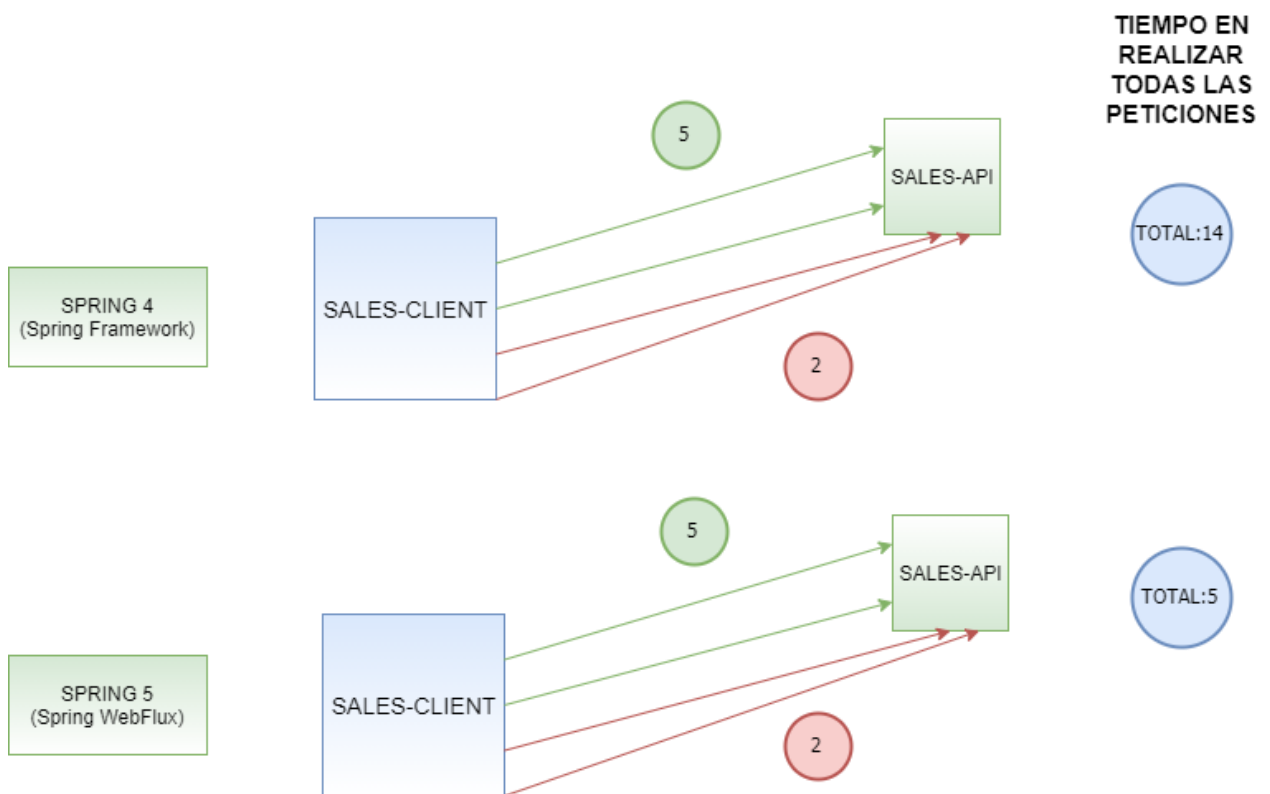 TIEMPO EN
REALIZAR
TODAS LAS
PETICIONES
5
SALES-API
TOTAL:14
SPRING 4
(Spring Framework)
SALES-CLIENT
2
5
SALES-API
TOTAL:5
SPRING 5
(Spring WebFlux)
SALES-CLIENT
2